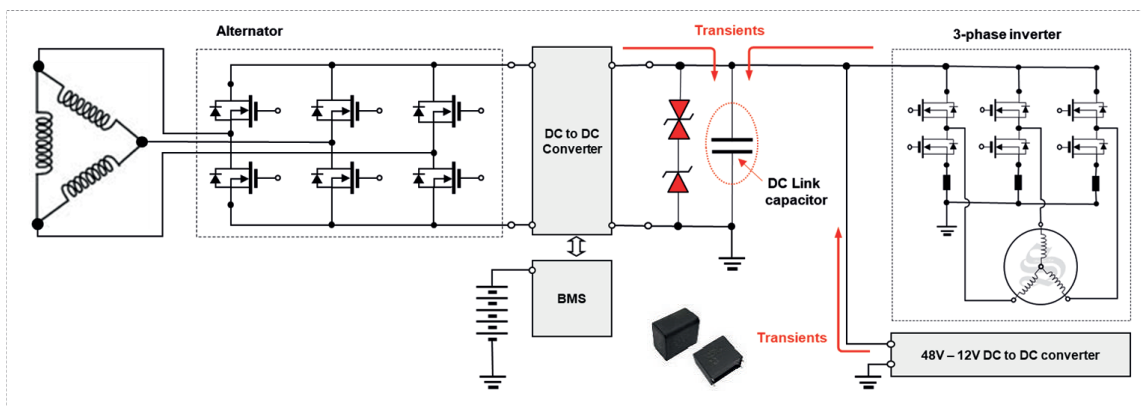 Alternator
Transients
3-phase inverter
DC to DC
Converter
DC Link
capacitor
BMS
Transients
48V – 12V DC to DC converter